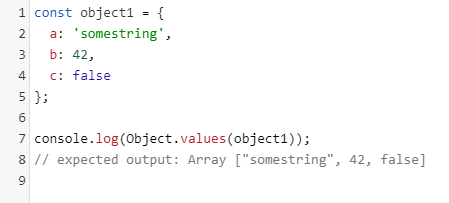 1 const object1 = {
2   a: 'somestring',
3   b: 42,
4   c: false
5 };
6
7 console.log(Object.values(object1));
8 // expected output: Array ["somestring", 42, false]
9